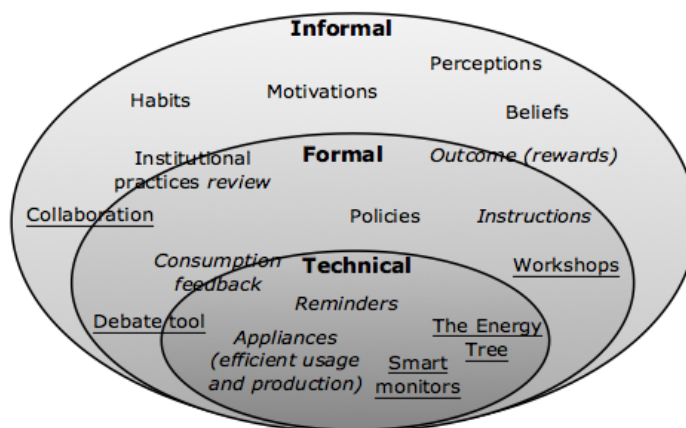 Informal
Perceptions
Motivations
Habits
Beliefs
Formal
Outcome (rewards)
Institutional
practices review
Collaboration
Policies
Instructions
Consumption
feedback
Technical
Workshops
Reminders
Debate tool
The Energy
Tree
Appliances
(efficient usage
and production)
Smart
monitors